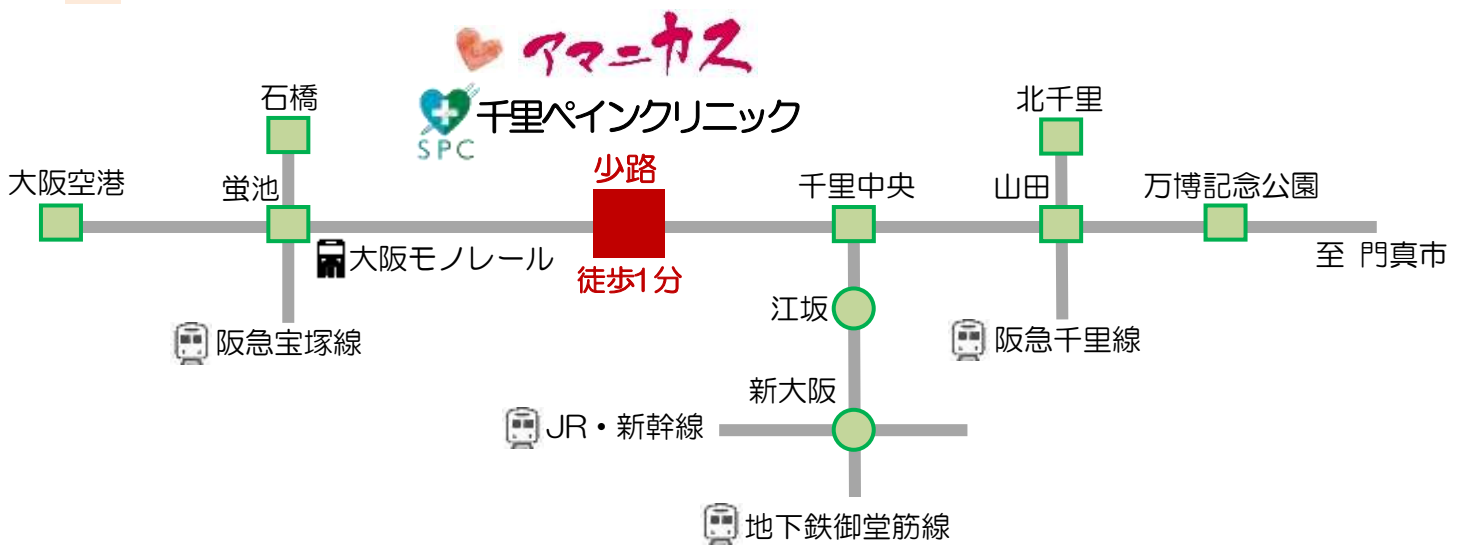 アマニカス
千里ペインクリニック
SPC
石橋
北千里
少路
大阪空港
蛍池
千里中央
山田
万博記念公園
大阪モノレール
徒歩1分
至 門真市
江坂
阪急宝塚線
阪急千里線
新大阪
JR・新幹線
地下鉄御堂筋線